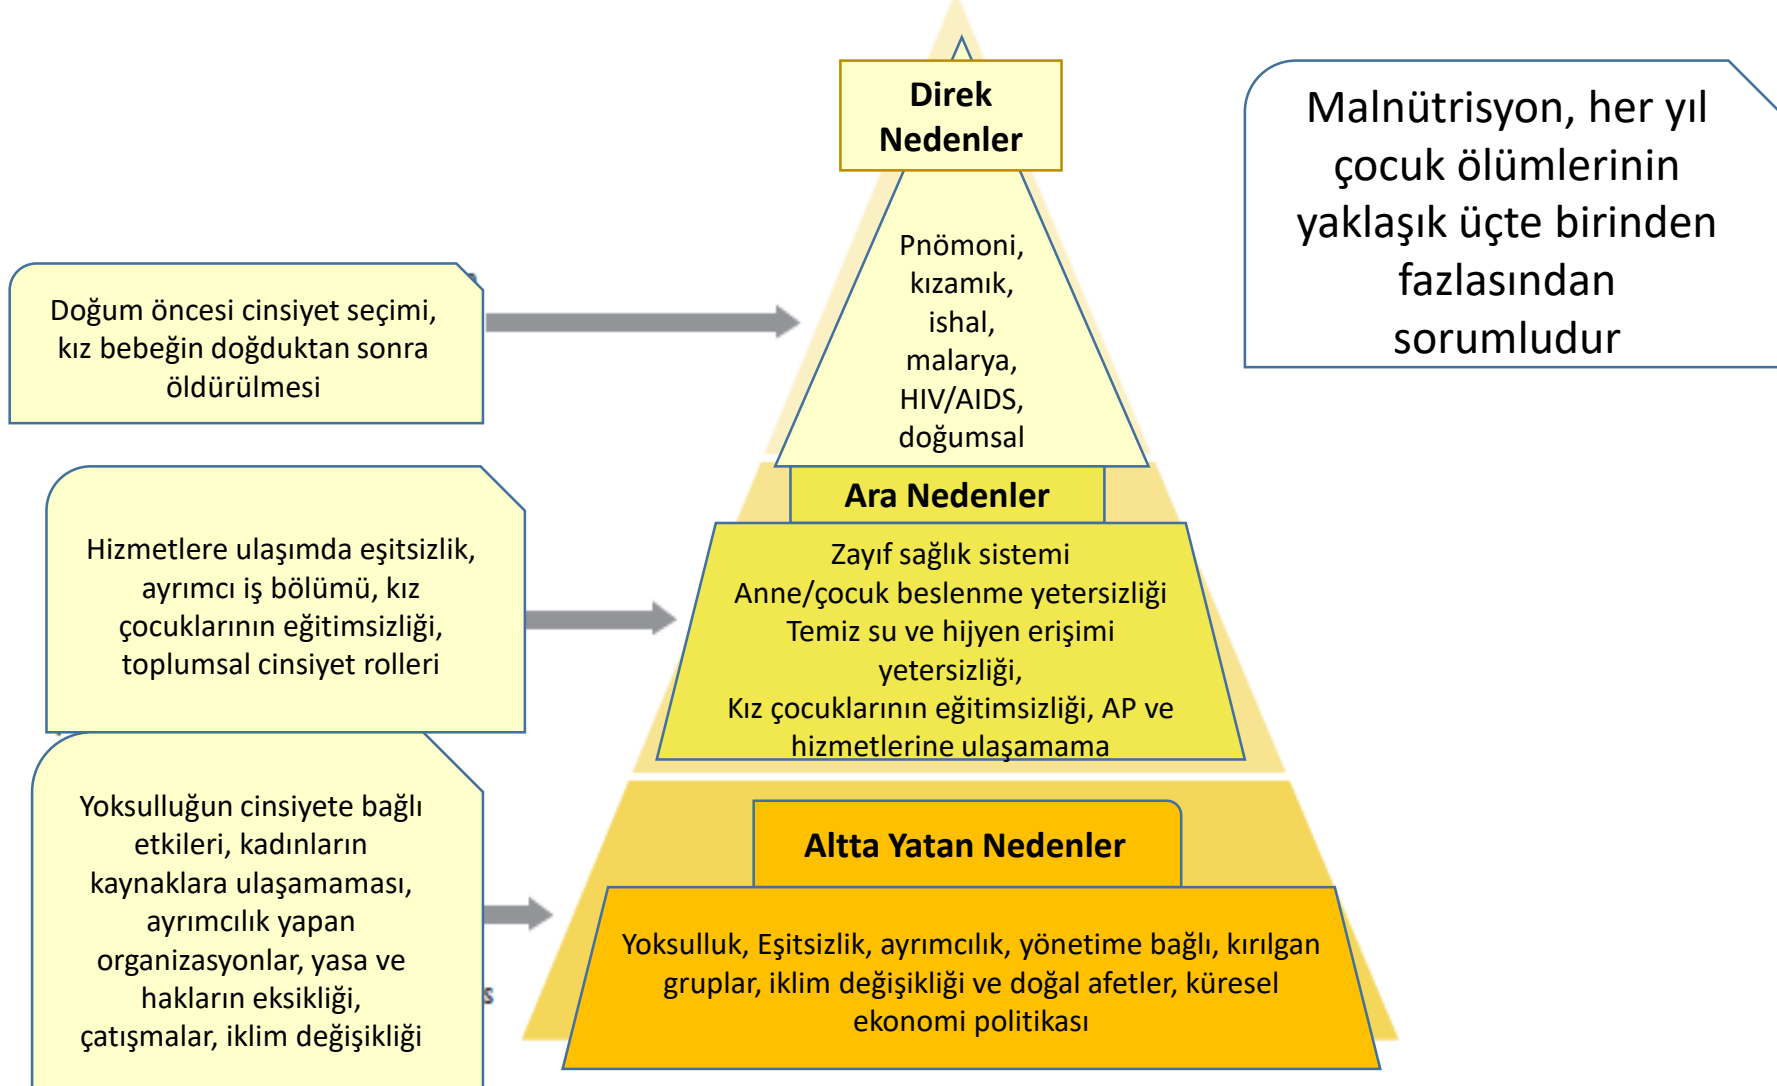 Direk
Nedenler
Malnütrisyon, her yıl
çocuk ölümlerinin
yaklaşık üçte birinden
fazlasından
sorumludur
Pnömoni,
kızamık,
ishal,
malarya,
HIV/AIDS,
doğumsal
Doğum öncesi cinsiyet seçimi,
kız bebeğin doğduktan sonra
öldürülmesi
Ara Nedenler
Zayıf sağlık sistemi
Anne/çocuk beslenme yetersizliği
Temiz su ve hijyen erişimi
yetersizliği,
Kız çocuklarının eğitimsizliği, AP ve
hizmetlerine ulaşamama
Hizmetlere ulaşımda eşitsizlik,
ayrımcı iş bölümü, kız
çocuklarının eğitimsizliği,
toplumsal cinsiyet rolleri
Altta Yatan Nedenler
Yoksulluk, Eşitsizlik, ayrımcılık, yönetime bağlı, kırılgan
gruplar, iklim değişikliği ve doğal afetler, küresel
ekonomi politikası
Yoksulluğun cinsiyete bağlı
etkileri, kadınların
kaynaklara ulaşamaması,
ayrımcılık yapan
organizasyonlar, yasa ve
hakların eksikliği,
çatışmalar, iklim değişikliği
s